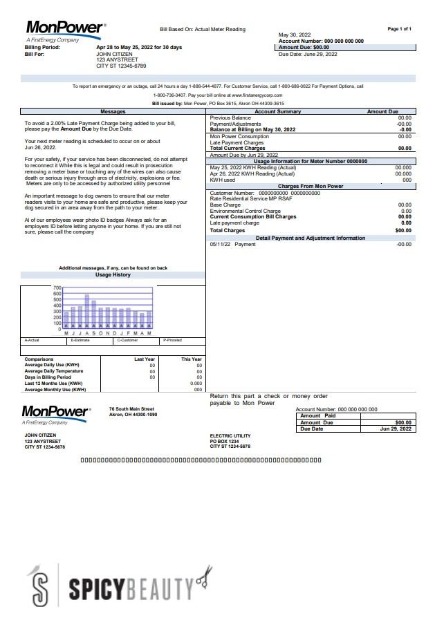 MonPower
A FirstEnergy Company
Bill Based On: Actual Meter Reading
Page 1 of 1
May 30, 2022
Account Number: 000 000 000 000
Billing Period: Apr 28 to May 25, 2022 for 30 days
Amount Due: $00.00
Bill For: JOHN CITIZEN
Due Date: June 29, 2022
123 ANYSTREET
CITY ST 12345-6789
To report an emergency or an outage, call 24 hours a day 1-888-544-4877. For Customer Service, call 1-800-686-0022 For Payment Options, call
1-800-736-3407. Pay your bill online at www.firstenergycorp.com
Bill issued by: Mon Power, PO Box 3615, Akron OH 44309-3615
Messages
To avoid a 2.00% Late Payment Charge being added to your bill,
please pay the Amount Due by the Due Date.
Your next meter reading is scheduled to occur on or about
Jun 28, 2022.
For your safety, if your service has been disconnected, do not attempt
to reconnect it While this is legal and could result in prosecution
removing a meter base or touching any of the wires can also cause
death or serious injury through arcs of electricity, explosions or fire.
Meters are only to be accessed by authorized utility personnel
An important message to dog owners to ensure that our meter
readers visits to your home are safe and productive, please keep your
dog secured in an area away from the path to your meter
All of our employees wear photo ID badges Always ask for an
employees ID before letting anyone in your home. If you are still not
sure, please call the company
Additional messages, if any, can be found on back
Account Summary Amount Due
Previous Balance 00.00
Payment/Adjustments -00.00
Balance at Billing on May 30, 2022 -0.00
Mon Power Consumption 00.00
Late Payment Charges
Total Current Charges 00.00
Amount Due by Jun 29, 2022
Usage Information for Meter Number 0000000
May 25, 2022 KWH Reading (Actual) 00.000
Apr 26, 2022 KWH Reading (Actual) 00.000
KWH used 000
Charges From Mon Power
Customer Number: 0000000000 0000000000
Rate Residential Service MP RSAF
Base Charge 00.00
Environmental Control Charge 0.00
Current Consumption Bill Charges 00.00
Late payment charge 0.00
Total Charges $00.00
Detail Payment and Adjustment Information
05/11/22 Payment -00.00
Usage History
700
600
500
400
300
200
100
0
M J J A S O N D J F M A M
A-Actual E-Estimate C-Customer P-Prorated
Comparisons Last Year This Year
Average Daily Use (KWH) 00 00
Average Daily Temperature 00 00
Days in Billing Period 00 00
Last 12 Months Use (KWH) 0.000
Average Monthly Use (KWH) 000
Return this part a check or money order
payable to Mon Power
MonPower
A FirstEnergy Company
76 South Main Street
Akron, OH
Account Number: 000 000 000 000
Amount Paid
Amount Due $00.00
Due Date Jun 29, 2022
JOHN CITIZEN
123 ANYSTREET
CITY ST 1234-5678
ELECTRIC UTILITY
PO BOX 1234
CITY ST 1234-5678
S SPICYBEAUTY